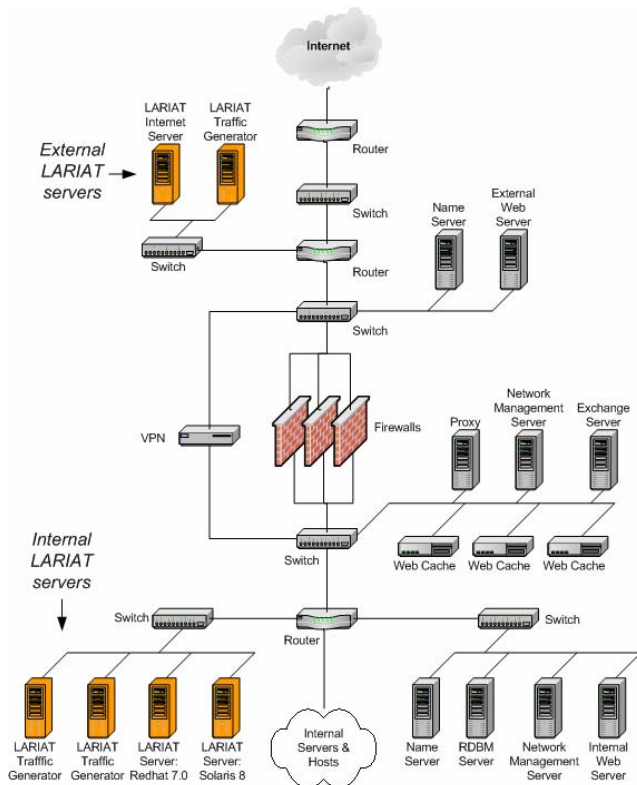 Internet
LARIAT
Internet
Server
LARIAT
Traffic
Generator
Router
External
LARIAT
servers
Switch
Name
Server
External
Web
Server
Switch
Router
Switch
VPN
Firewalls
Proxy
Network
Management
Server
Exchange
Server
Switch
Web Cache
Web Cache
Web Cache
Internal
LARIAT
servers
Switch
Router
Switch
LARIAT
Trafffic
Generator
LARIAT
Traffic
Generator
LARIAT
Server:
Redhat 7.0
LARIAT
Server:
Solaris 8
Internal
Servers &
Hosts
Name
Server
RDBM
Server
Network
Management
Server
Internal
Web
Server